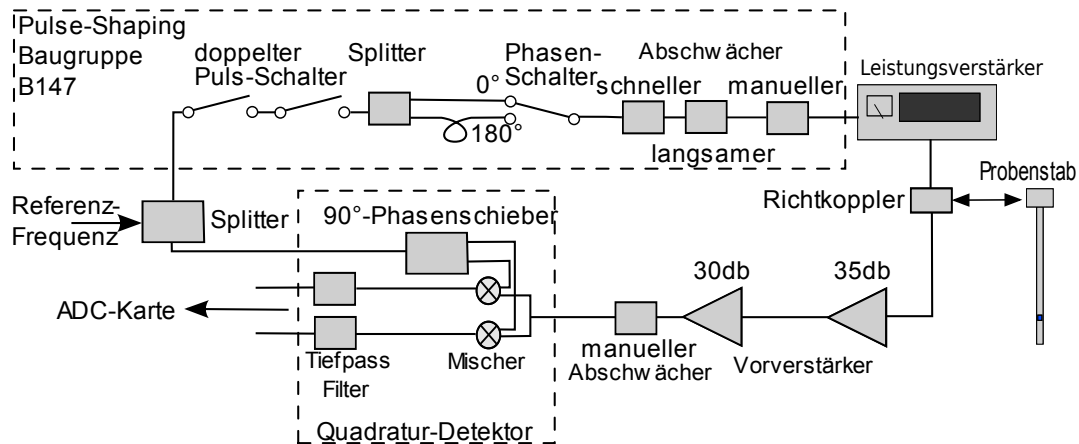 Pulse-Shaping
Baugruppe
B147
doppelter
Puls-Schalter
Splitter
0°
180°
Phasen-
Schalter
Abschwächer
schneller
manueller
langsamer
Leistungsverstärker
Probenstab
Richtkoppler
Referenz-
Frequenz
Splitter
90°-Phasenschieber
30db
35db
ADC-Karte
Tiefpass
Filter
Mischer
manueller
Abschwächer
Vorverstärker
Quadratur-Detektor